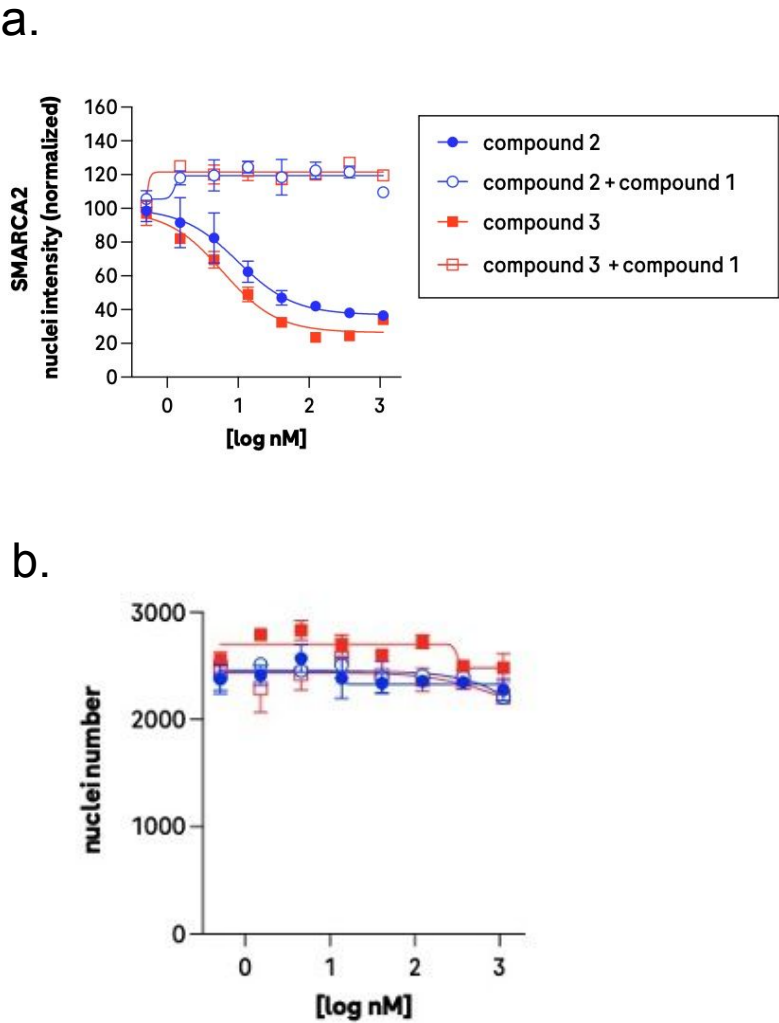 a.
SMARCA2
nuclei intensity (normalized)
160
140
120
100
80
60
40
20
0
0 1 2 3
[log nM]
compound 2
compound 2 + compound 1
compound 3
compound 3 + compound 1
b.
nuclei number
3000
2000
1000
0
0 1 2 3
[log nM]